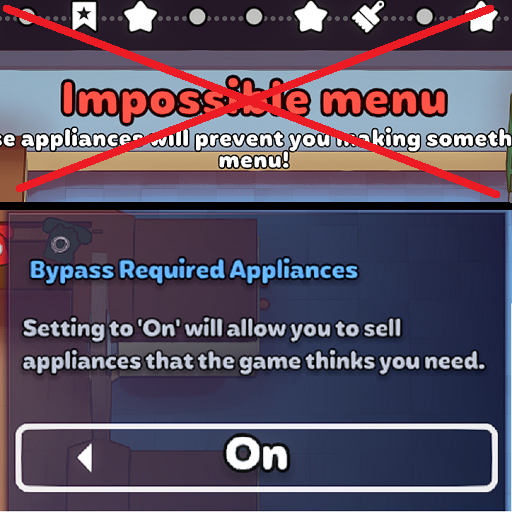 Impossible menu
se appliances will prevent you making someth
menu!
Bypass Required Appliances
Setting to 'On' will allow you to sell
appliances that the game thinks you need.
On